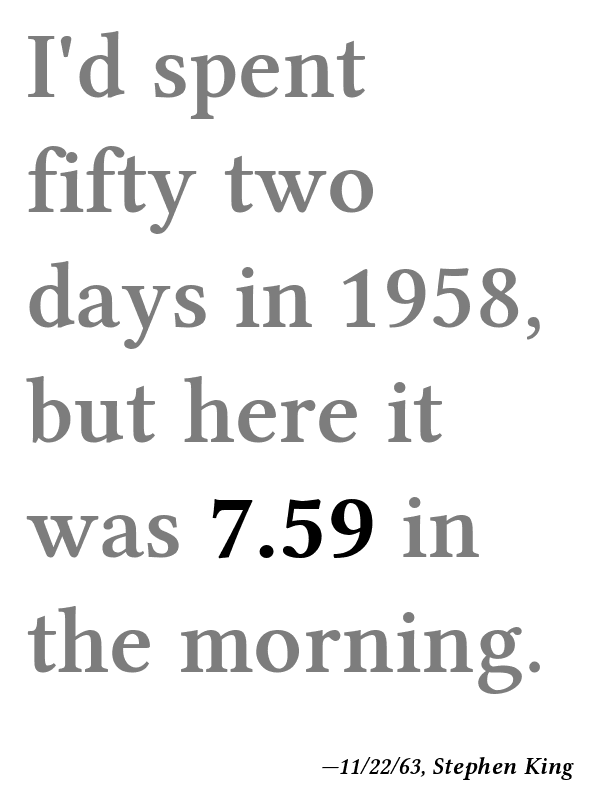 I'd spent
fifty two
days in 1958,
but here it
was 7.59 in
the morning.
—11/22/63, Stephen King